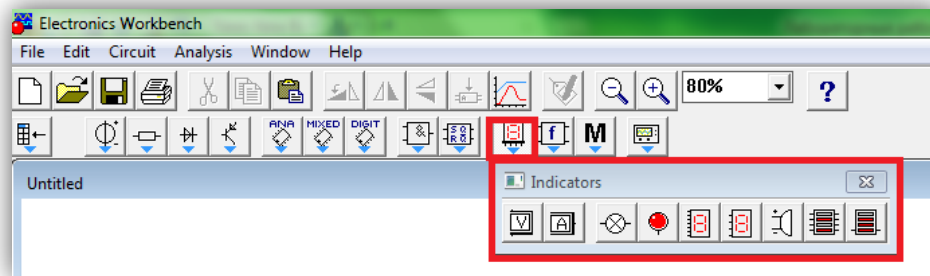 Electronics Workbench
File Edit Circuit Analysis Window Help
80% ?
ANA MIXED DIGIT & f M
Untitled
Indicators
V A